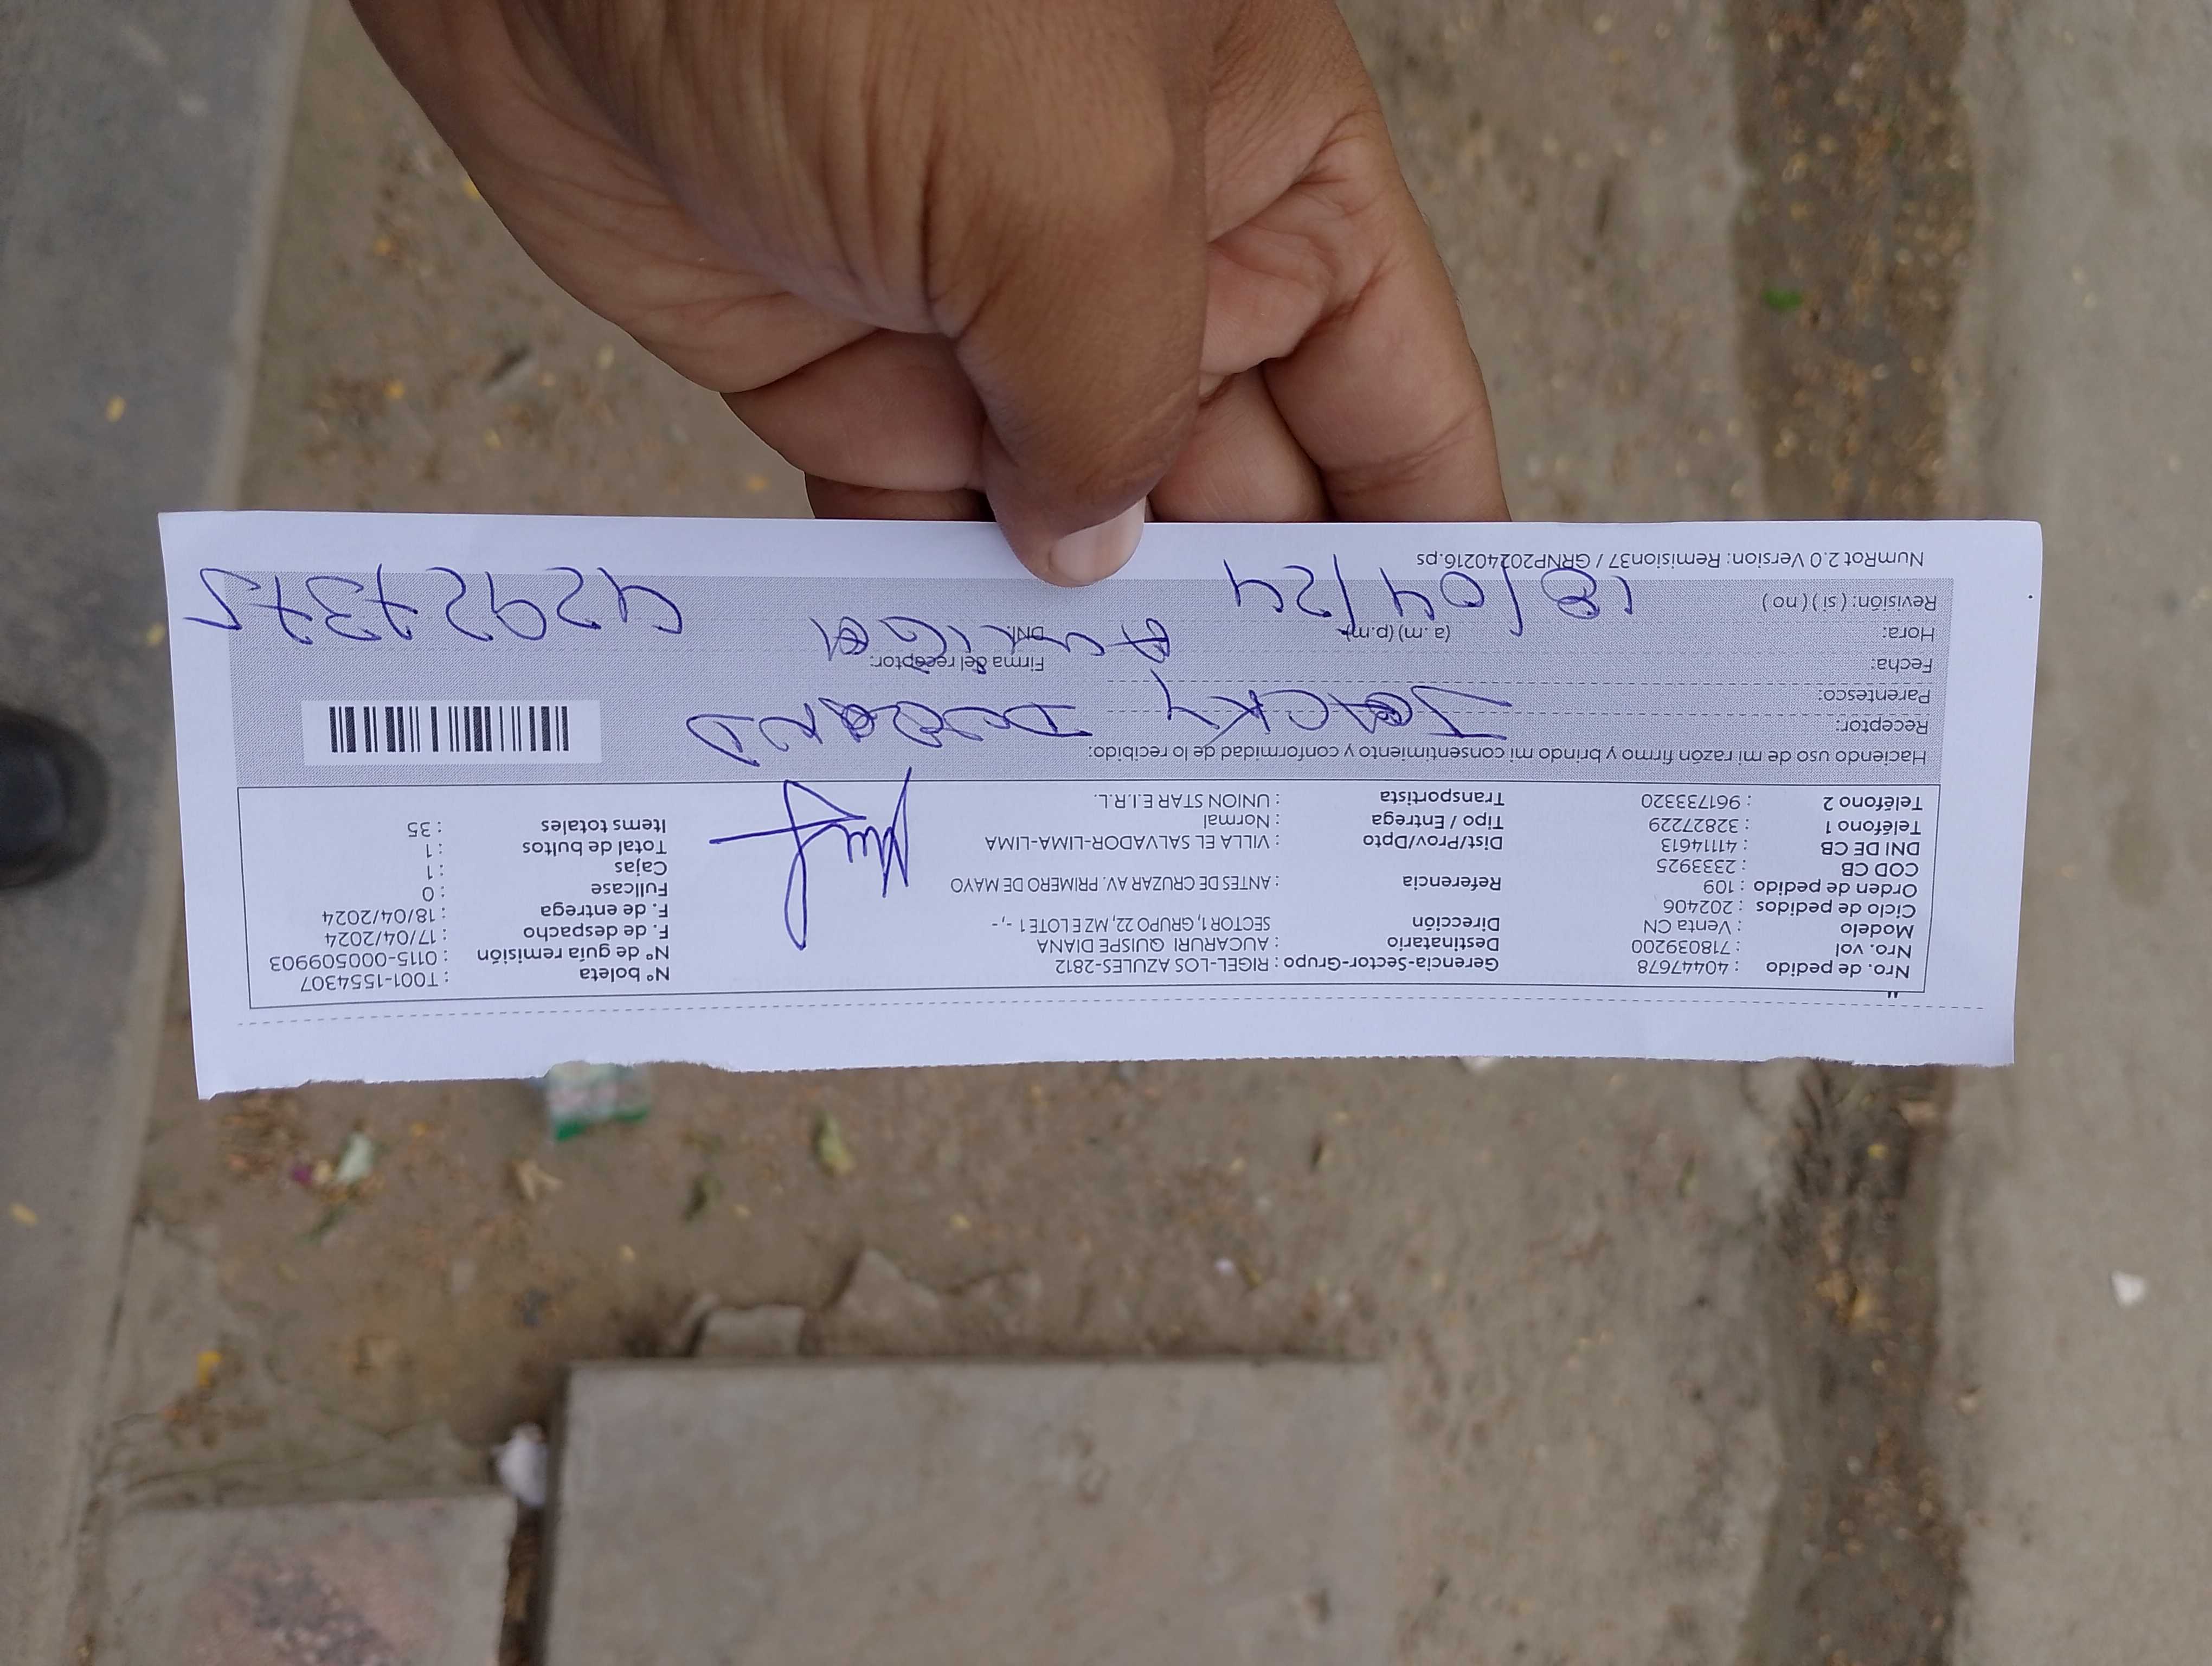 Nro. de pedido : 40447678 Gerencia-Sector-Grupo : RIGEL-LOS AZULES-2812 N° boleta : T001-1554307
Nro. vol : 718039200 Destinatario : AUCARURI QUISPE DIANA N° de guía remisión : 0115-000509903
Modelo : Venta CN Dirección SECTOR 1, GRUPO 22, MZ E LOTE 1 -,- F. de despacho : 17/04/2024
Ciclo de pedidos : 202406 F. de entrega : 18/04/2024
Orden de pedido : 109 Referencia : ANTES DE CRUZAR AV. PRIMERO DE MAYO Fullcase : 0
COD CB : 2333925 Cajas : 1
DNI DE CB : 41114613 Dist/Prov/Dpto : VILLA EL SALVADOR-LIMA-LIMA Total de bultos : 1
Teléfono 1 : 32827229 Tipo / Entrega : Normal Items totales : 35
Teléfono 2 : 961733320 Transportista : UNION STAR E.I.R.L.
Haciendo uso de mi razón firmo y brindo mi consentimiento y conformidad de lo recibido:
Receptor: JACKY
Parentesco:
Fecha: Firma del receptor:
Hora: (a.m) (p.m) DNI:
Revisión: ( si ) ( no ) 18/04/24 42927375
NumRot 2.0 Version: Remision37 / GRNP20240216.ps